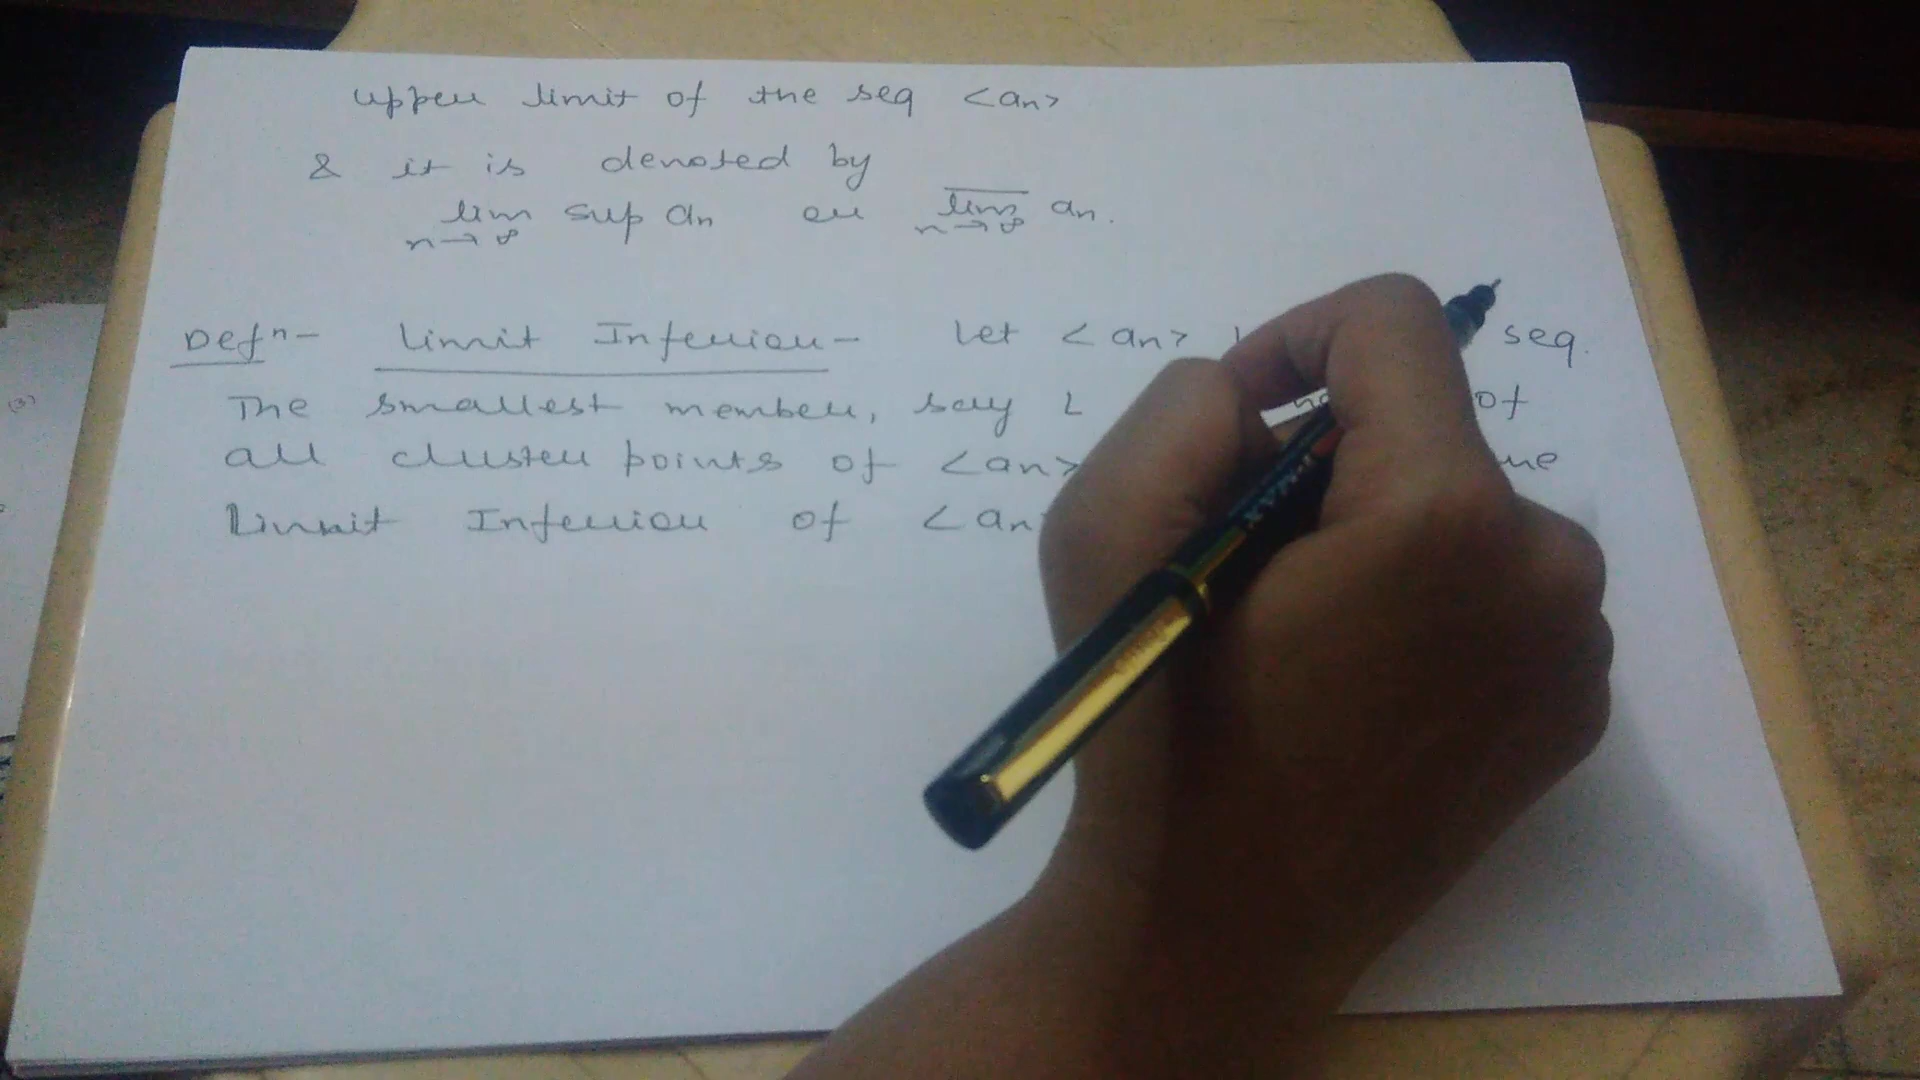 upper limit of the seq <an>
& it is denoted by
lim sup an or lim an.
n→∞ n→∞
Defn- Limit Inferior- Let <an> seq.
The smallest member, say L of
all cluster points of <an>
Limit Inferior of <an>